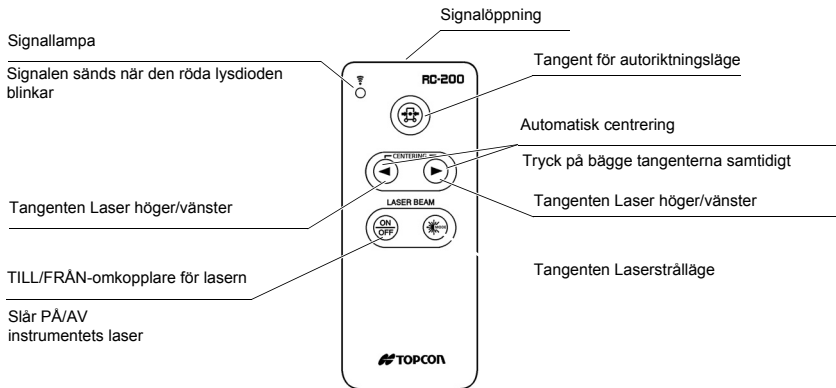 Signalöppning
Signallampa
Signalen sänds när den röda lysdioden
blinkar
Tangent för autoriktningsläge
RC-200
Automatisk centrering
CENTERING
Tryck på bägge tangenterna samtidigt
Tangenten Laser höger/vänster
Tangenten Laser höger/vänster
LASER BEAM
ON
OFF
MODE
TILL/FRÅN-omkopplare för lasern
Tangenten Laserstrålläge
Slår PÅ/AV
instrumentets laser
TOPCON